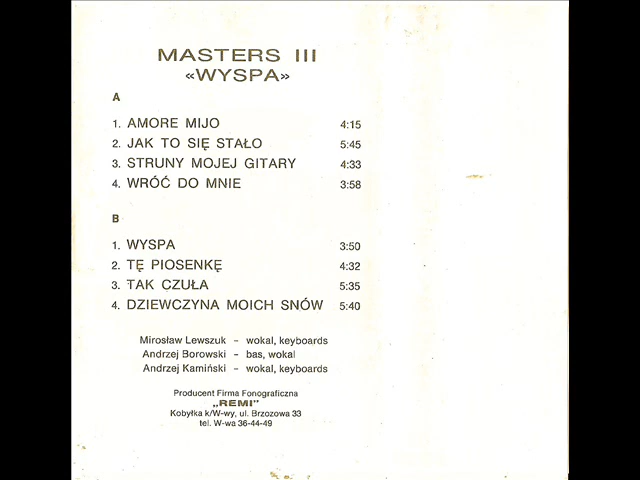 MASTERS III
«WYSPA»
A
1. AMORE MIJO 4:15
2. JAK TO SIĘ STAŁO 5:45
3. STRUNY MOJEJ GITARY 4:33
4. WRÓĆ DO MNIE 3:58
B
1. WYSPA 3:50
2. TĘ PIOSENKĘ 4:32
3. TAK CZUŁA 5:35
4. DZIEWCZYNA MOICH SNÓW 5:40
Mirosław Lewszuk – wokal, keyboards
Andrzej Borowski – bas, wokal
Andrzej Kamiński – wokal, keyboards
Producent Firma Fonograficzna
„REMI"
Kobyłka k/W-wy, ul. Brzozowa 33
tel. W-wa 36-44-49